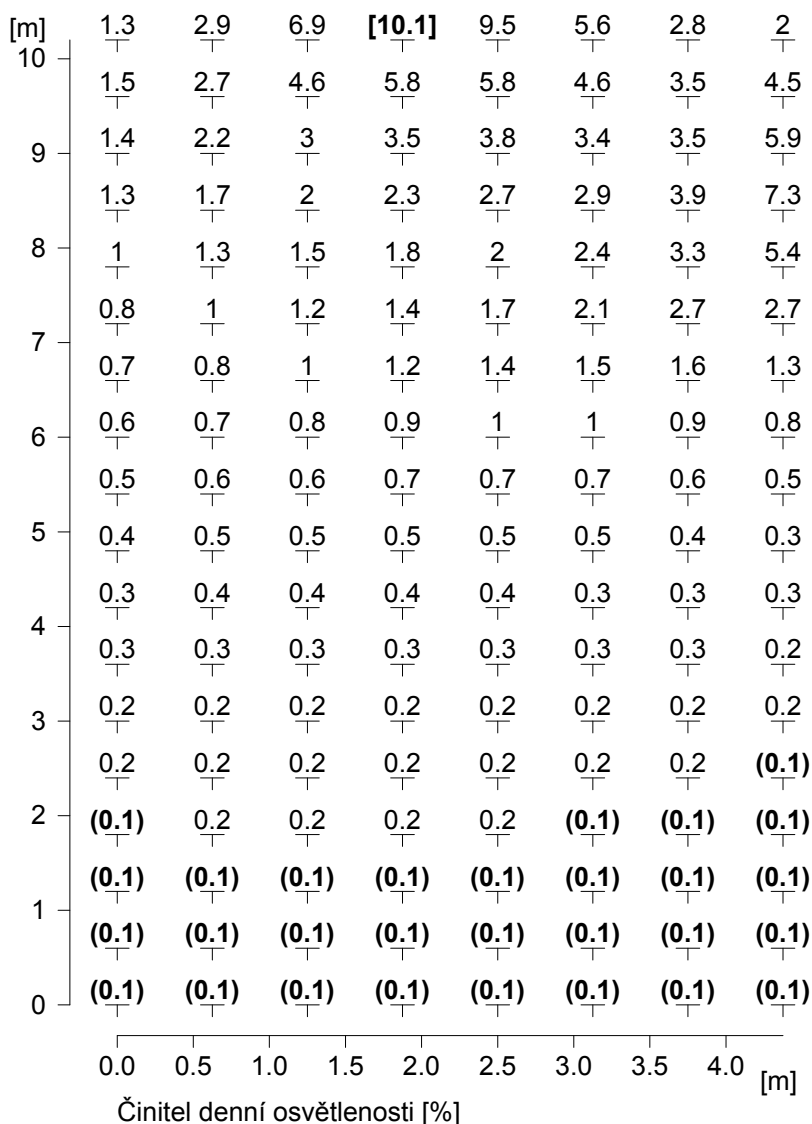 [m] 1.3 2.9 6.9 [10.1] 9.5 5.6 2.8 2
10
1.5 2.7 4.6 5.8 5.8 4.6 3.5 4.5
9 1.4 2.2 3 3.5 3.8 3.4 3.5 5.9
1.3 1.7 2 2.3 2.7 2.9 3.9 7.3
8 1 1.3 1.5 1.8 2 2.4 3.3 5.4
0.8 1 1.2 1.4 1.7 2.1 2.7 2.7
7
0.7 0.8 1 1.2 1.4 1.5 1.6 1.3
6 0.6 0.7 0.8 0.9 1 1 0.9 0.8
0.5 0.6 0.6 0.7 0.7 0.7 0.6 0.5
5 0.4 0.5 0.5 0.5 0.5 0.5 0.4 0.3
0.3 0.4 0.4 0.4 0.4 0.3 0.3 0.3
4
0.3 0.3 0.3 0.3 0.3 0.3 0.3 0.2
3 0.2 0.2 0.2 0.2 0.2 0.2 0.2 0.2
0.2 0.2 0.2 0.2 0.2 0.2 0.2 (0.1)
2 (0.1) 0.2 0.2 0.2 0.2 (0.1) (0.1) (0.1)
(0.1) (0.1) (0.1) (0.1) (0.1) (0.1) (0.1) (0.1)
1
(0.1) (0.1) (0.1) (0.1) (0.1) (0.1) (0.1) (0.1)
0 (0.1) (0.1) (0.1) (0.1) (0.1) (0.1) (0.1) (0.1)
0.0 0.5 1.0 1.5 2.0 2.5 3.0 3.5 4.0 [m]
Činitel denní osvětlenosti [%]